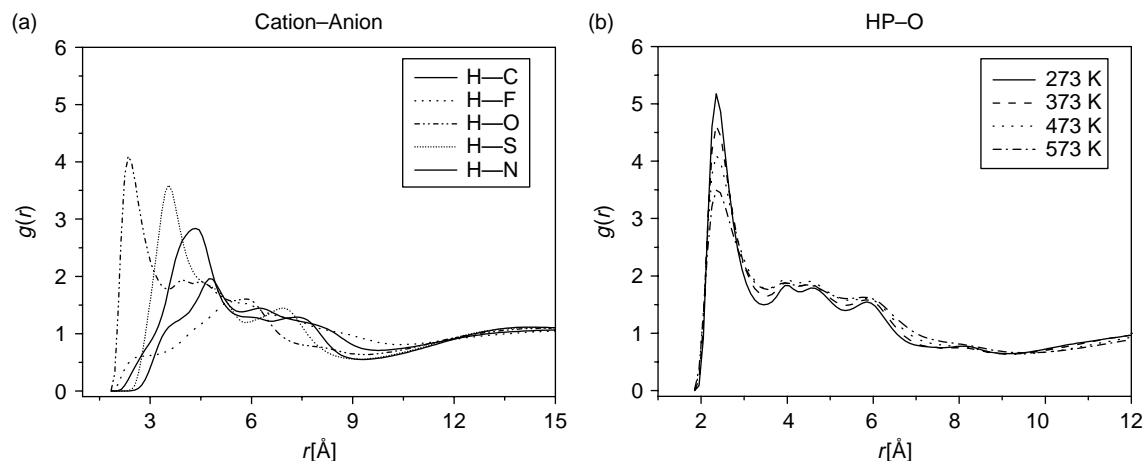 (a)
Cation–Anion
6
5
4
3
2
1
0
g(r)
H—C
H—F
H—O
H—S
H—N
3
6
9
12
15
r[Å]
(b)
HP–O
6
5
4
3
2
1
0
g(r)
273 K
373 K
473 K
573 K
2
4
6
8
10
12
r[Å]